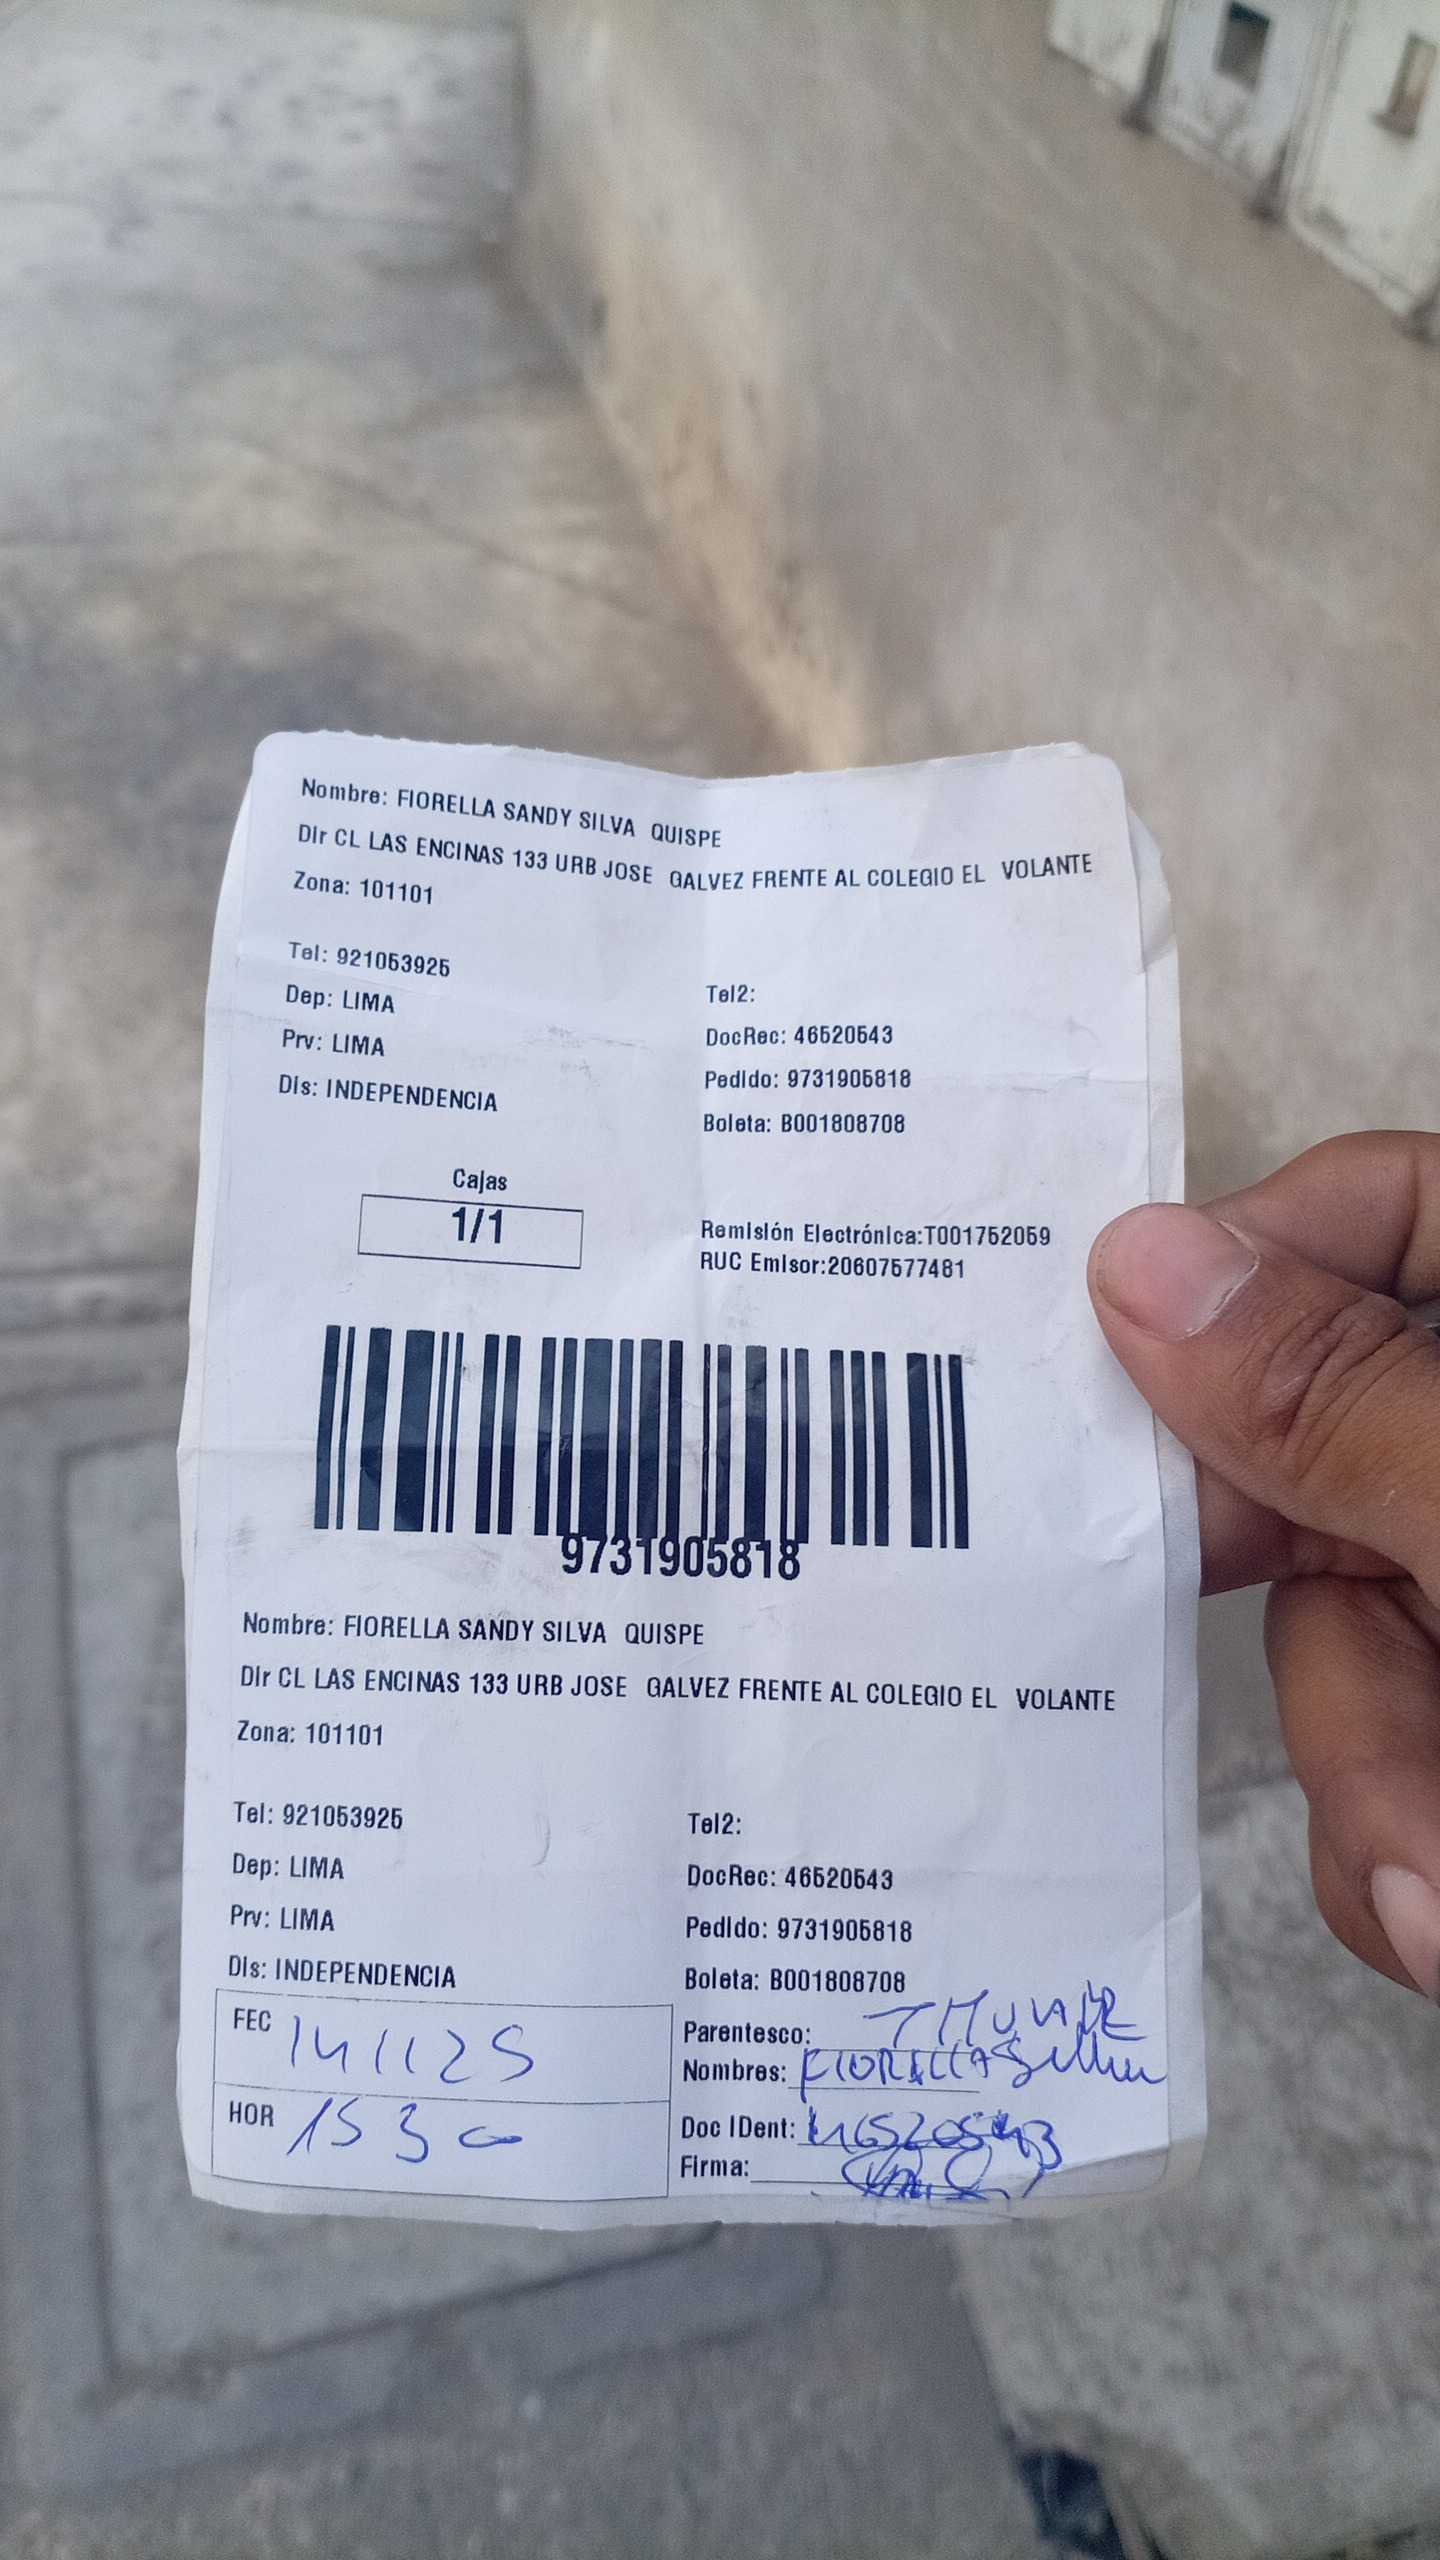 Nombre: FIORELLA SANDY SILVA QUISPE
Dir CL LAS ENCINAS 133 URB JOSE GALVEZ FRENTE AL COLEGIO EL VOLANTE
Zona: 101101
Tel: 921053925
Tel2:
Dep: LIMA
DocRec: 46520543
Prv: LIMA
Pedido: 9731905818
Dis: INDEPENDENCIA
Boleta: B001808708
Cajas
1/1
Remisión Electrónica:T001752059
RUC Emisor:20607577481
9731905818
Nombre: FIORELLA SANDY SILVA QUISPE
Dir CL LAS ENCINAS 133 URB JOSE GALVEZ FRENTE AL COLEGIO EL VOLANTE
Zona: 101101
Tel: 921053925
Tel2:
Dep: LIMA
DocRec: 46520543
Prv: LIMA
Pedido: 9731905818
Dis: INDEPENDENCIA
Boleta: B001808708
FEC 141125
Parentesco:
Nombres: FIORELLA
HOR 1530
Doc IDent: 46520543
Firma: